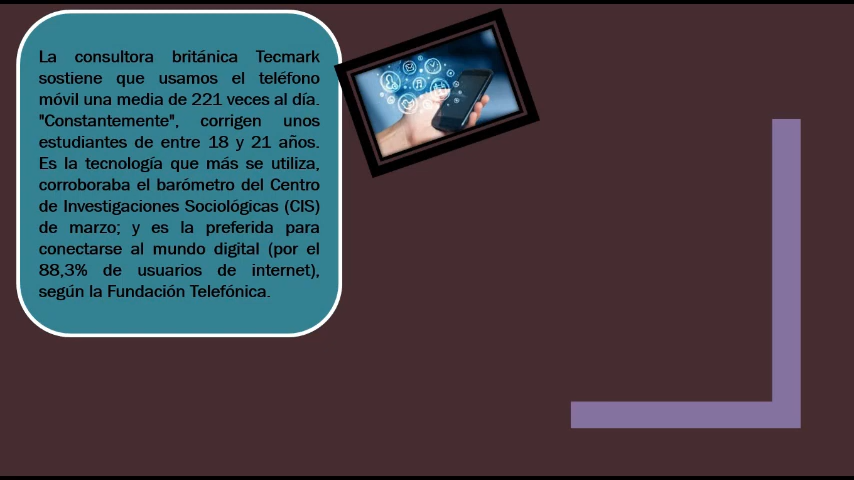 La consultora británica Tecmark
sostiene que usamos el teléfono
móvil una media de 221 veces al día.
"Constantemente", corrigen unos
estudiantes de entre 18 y 21 años.
Es la tecnología que más se utiliza,
corroboraba el barómetro del Centro
de Investigaciones Sociológicas (CIS)
de marzo; y es la preferida para
conectarse al mundo digital (por el
88,3% de usuarios de internet),
según la Fundación Telefónica.